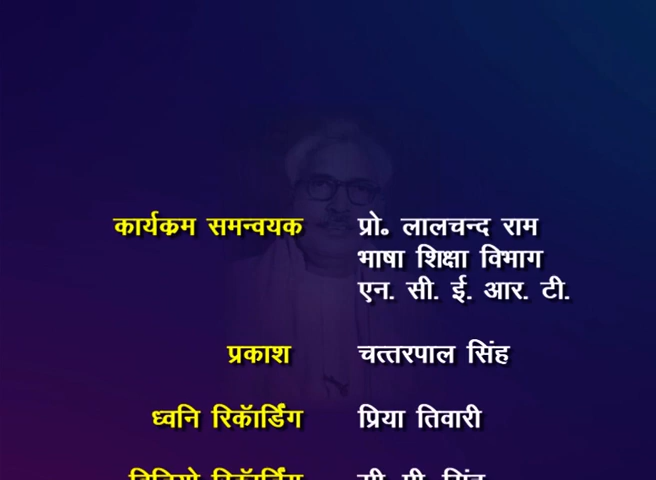 कार्यक्रम समन्वयक प्रो॰ लालचन्द राम
भाषा शिक्षा विभाग
एन. सी. ई. आर. टी.
प्रकाश चत्तरपाल सिंह
ध्वनि रिकॉर्डिंग प्रिया तिवारी